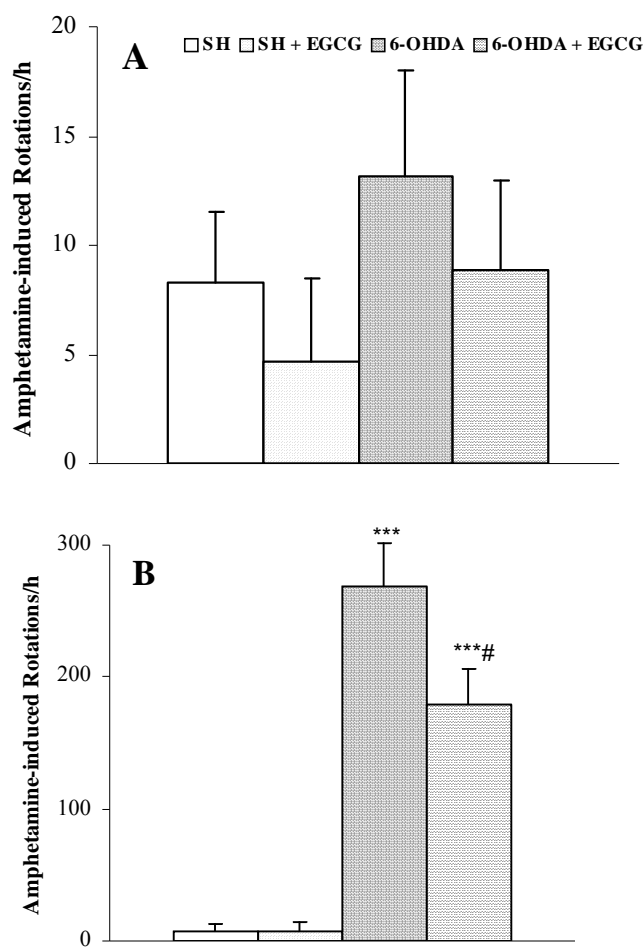 20
A
SH SH + EGCG 6-OHDA 6-OHDA + EGCG
15
10
5
0
Amphetamine-induced Rotations/h
300
B
***
***#
200
100
0
Amphetamine-induced Rotations/h